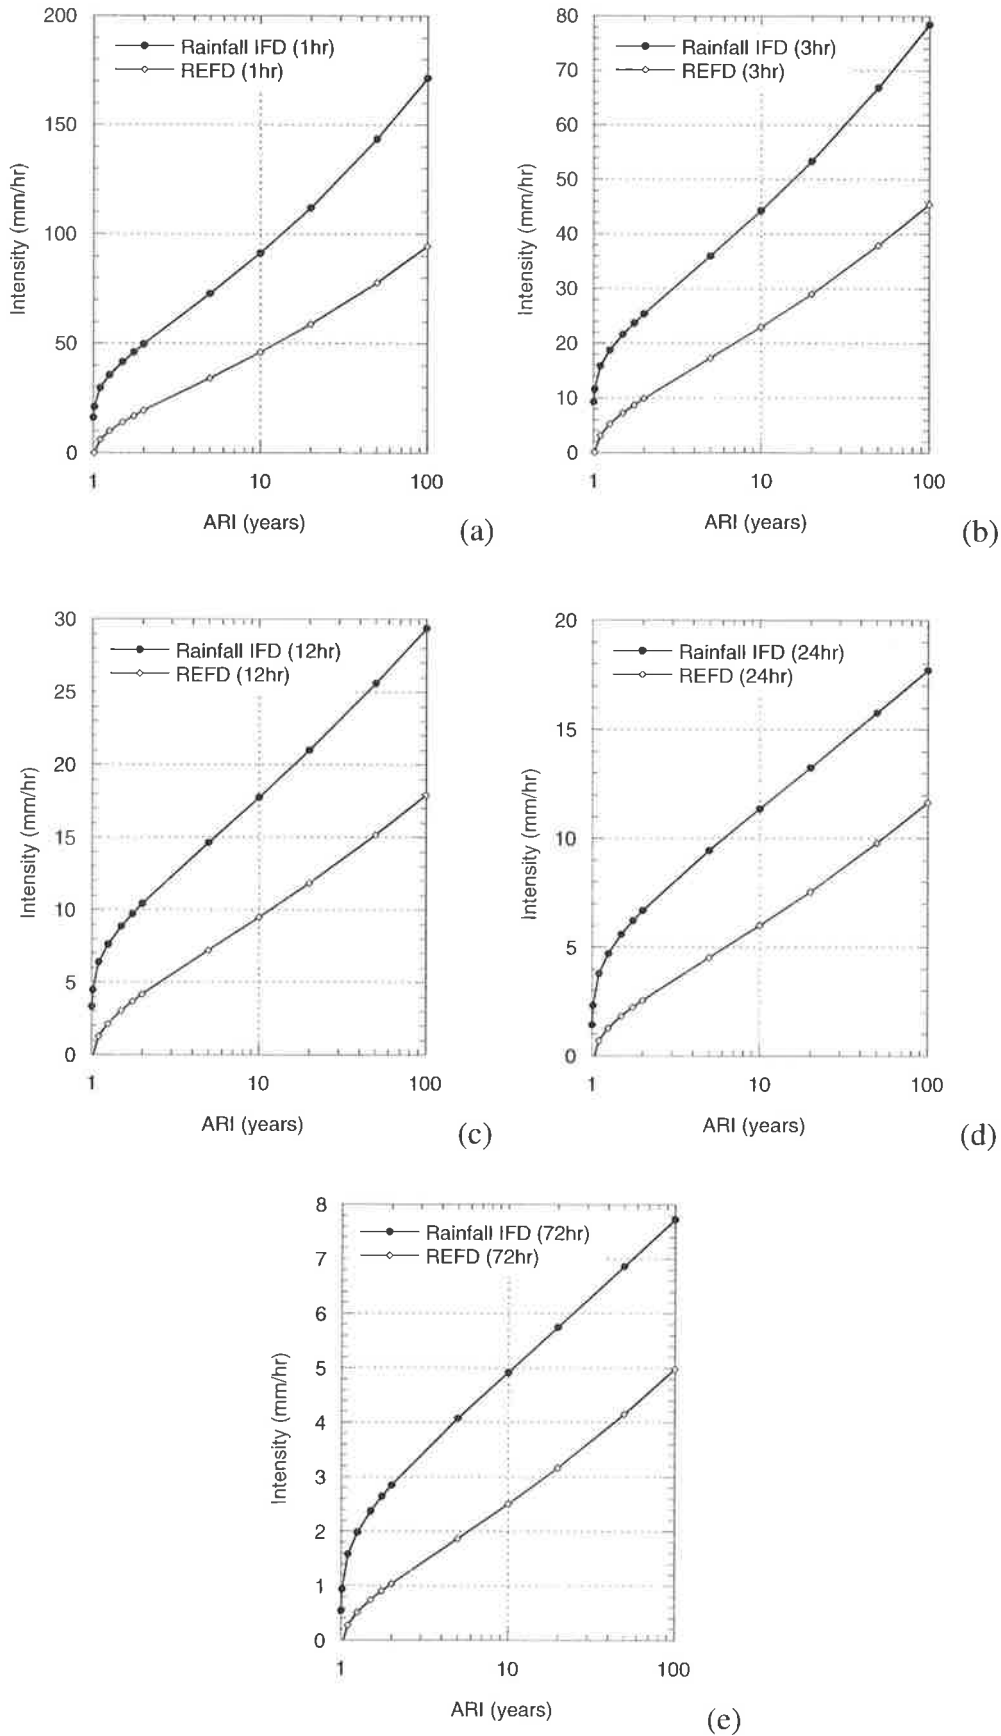 200
150
100
50
0
Intensity (mm/hr)
Rainfall IFD (1hr)
REFD (1hr)
1 10 100
ARI (years)
(a)
80
70
60
50
40
30
20
10
0
Intensity (mm/hr)
Rainfall IFD (3hr)
REFD (3hr)
1 10 100
ARI (years)
(b)
30
25
20
15
10
5
0
Intensity (mm/hr)
Rainfall IFD (12hr)
REFD (12hr)
1 10 100
ARI (years)
(c)
20
15
10
5
0
Intensity (mm/hr)
Rainfall IFD (24hr)
REFD (24hr)
1 10 100
ARI (years)
(d)
8
7
6
5
4
3
2
1
0
Intensity (mm/hr)
Rainfall IFD (72hr)
REFD (72hr)
1 10 100
ARI (years)
(e)